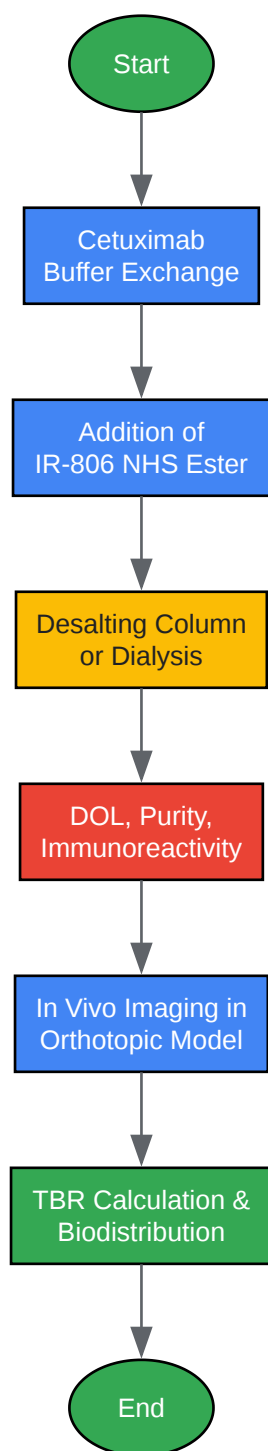 Start
Cetuximab
Buffer Exchange
Addition of
IR-806 NHS Ester
Desalting Column
or Dialysis
DOL, Purity,
Immunoreactivity
In Vivo Imaging in
Orthotopic Model
TBR Calculation &
Biodistribution
End